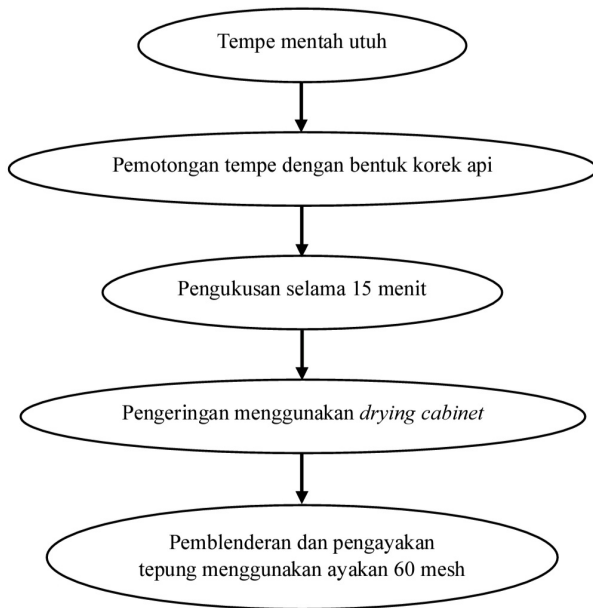 Tempe mentah utuh
Pemotongan tempe dengan bentuk korek api
Pengukusan selama 15 menit
Pengeringan menggunakan drying cabinet
Pemblenderan dan pengayakan
tepung menggunakan ayakan 60 mesh